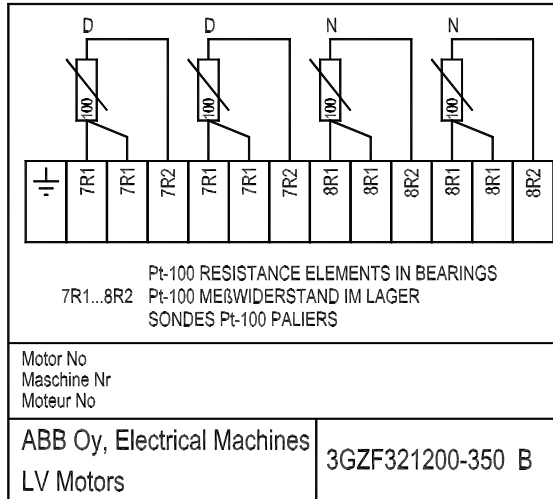 D D N N
100 100 100 100
7R1 7R1 7R2 7R1 7R1 7R2 8R1 8R1 8R2 8R1 8R1 8R2
Pt-100 RESISTANCE ELEMENTS IN BEARINGS
7R1...8R2 Pt-100 MEßWIDERSTAND IM LAGER
SONDES Pt-100 PALIERS
Motor No
Maschine Nr
Moteur No
ABB Oy, Electrical Machines
LV Motors
3GZF321200-350 B